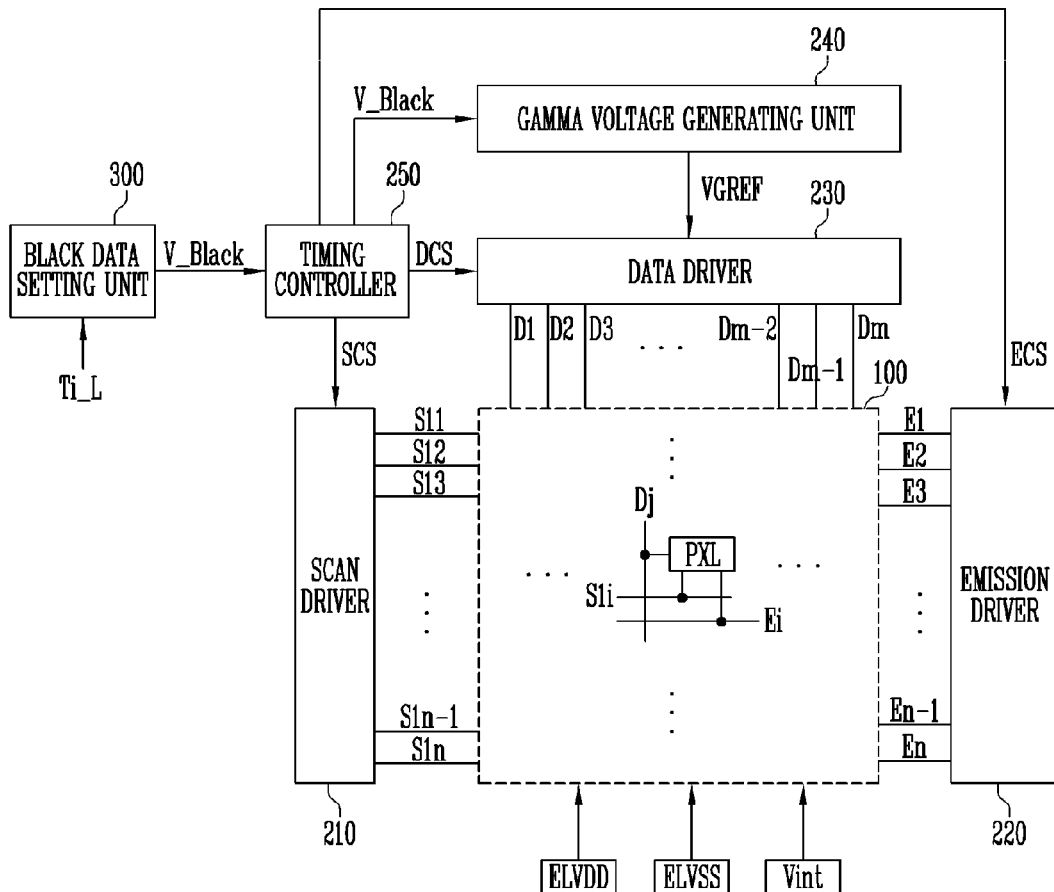 240
V_Black
GAMMA VOLTAGE GENERATING UNIT
300
250
VGREF
230
BLACK DATA
SETTING UNIT
V_Black
TIMING
CONTROLLER
DCS
DATA DRIVER
D1 D2 D3 . . . Dm-2 Dm-1 Dm
SCS
ECS
Ti_L
100
S11
S12
S13
E1
E2
E3
Dj
PXL
SCAN
DRIVER
. . .
. . .
S1i
Ei
EMISSION
DRIVER
S1n-1
S1n
En-1
En
210
220
ELVDD
ELVSS
Vint